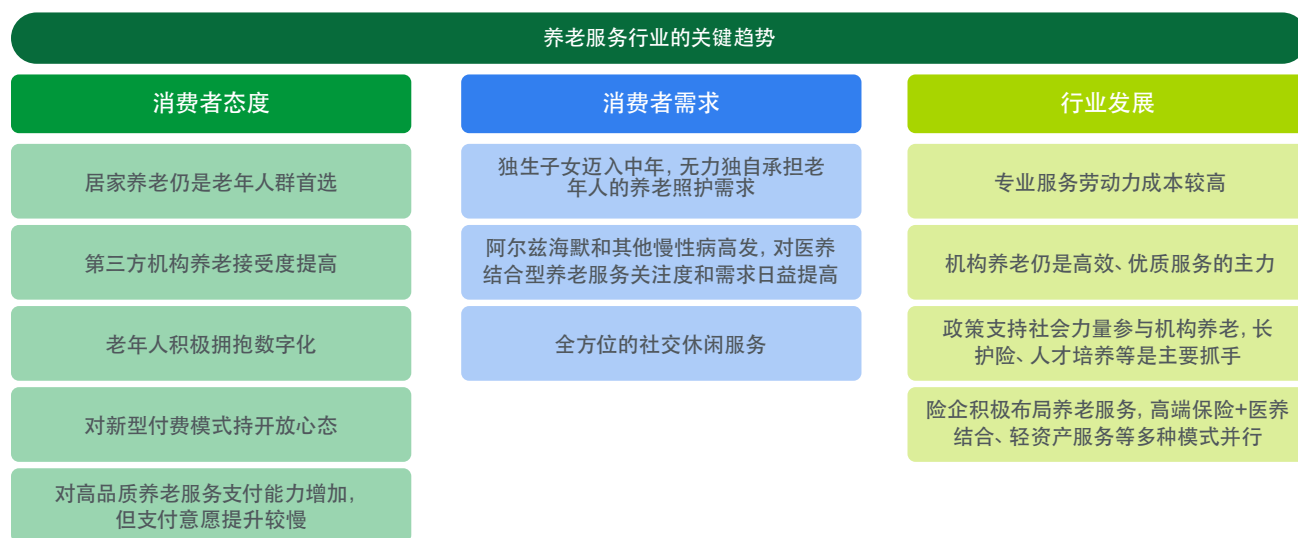 养老服务行业的关键趋势
消费者态度
居家养老仍是老年人群首选
第三方机构养老接受度提高
老年人积极拥抱数字化
对新型付费模式持开放心态
对高品质养老服务支付能力增加,
但支付意愿提升较慢
消费者需求
独生子女迈入中年, 无力独自承担老
年人的养老照护需求
阿尔兹海默和其他慢性病高发, 对医养
结合型养老服务关注度和需求日益提高
全方位的社交休闲服务
行业发展
专业服务劳动力成本较高
机构养老仍是高效、优质服务的主力
政策支持社会力量参与机构养老, 长
护险、人才培养等是主要抓手
险企积极布局养老服务, 高端保险+医养
结合、轻资产服务等多种模式并行